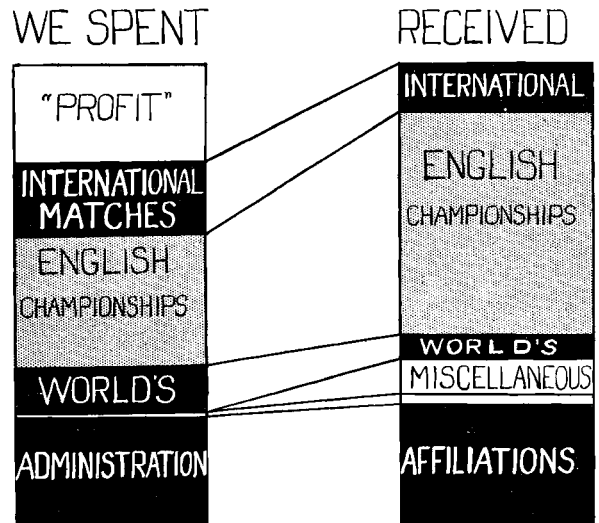 WE SPENT
"PROFIT"
INTERNATIONAL
MATCHES
ENGLISH
CHAMPIONSHIPS
WORLD'S
ADMINISTRATION
RECEIVED
INTERNATIONAL
ENGLISH
CHAMPIONSHIPS
WORLD'S
MISCELLANEOUS
AFFILIATIONS